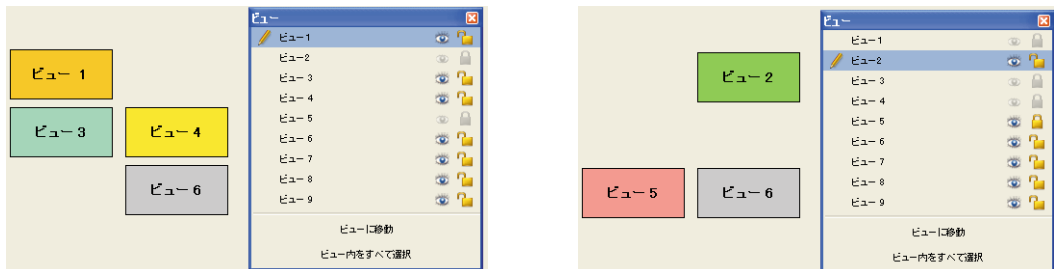 ビュー
ビュー1
ビュー2
ビュー 3
ビュー 4
ビュー 5
ビュー 6
ビュー 7
ビュー 8
ビュー 9
ビューに移動
ビュー内をすべて選択
ビュー 1
ビュー 3
ビュー 4
ビュー 6
ビュー
ビュー1
ビュー2
ビュー 3
ビュー 4
ビュー 5
ビュー 6
ビュー 7
ビュー 8
ビュー 9
ビューに移動
ビュー内をすべて選択
ビュー 2
ビュー 5
ビュー 6